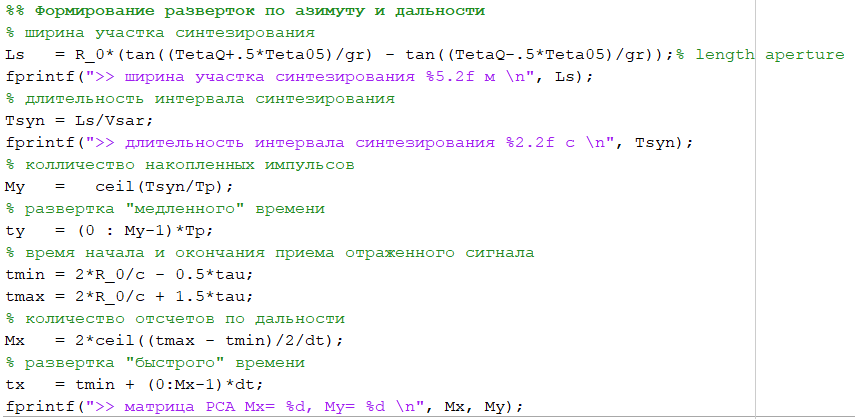 %% Формирование разверток по азимуту и дальности
% ширина участка синтезирования
Ls   = R_0*(tan((TetaQ+.5*Teta05)/gr) - tan((TetaQ-.5*Teta05)/gr));% length aperture
fprintf(">> ширина участка синтезирования %5.2f м \n", Ls);
% длительность интервала синтезирования
Tsyn = Ls/Vsar;
fprintf(">> длительность интервала синтезирования %2.2f с \n", Tsyn);
% колличество накопленных импульсов
My   =   ceil(Tsyn/Tp);
% развертка "медленного" времени
ty   = (0 : My-1)*Tp;
% время начала и окончания приема отраженного сигнала
tmin = 2*R_0/c - 0.5*tau;
tmax = 2*R_0/c + 1.5*tau;
% количество отсчетов по дальности
Mx   = 2*ceil((tmax - tmin)/2/dt);
% развертка "быстрого" времени
tx   = tmin + (0:Mx-1)*dt;
fprintf(">> матрица РСА Mx= %d, My= %d \n", Mx, My);